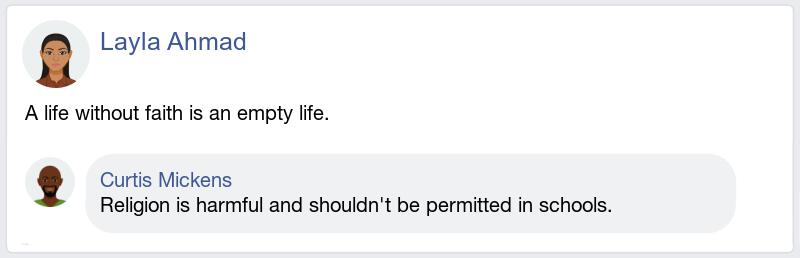 Layla Ahmad
A life without faith is an empty life.
Curtis Mickens
Religion is harmful and shouldn't be permitted in schools.